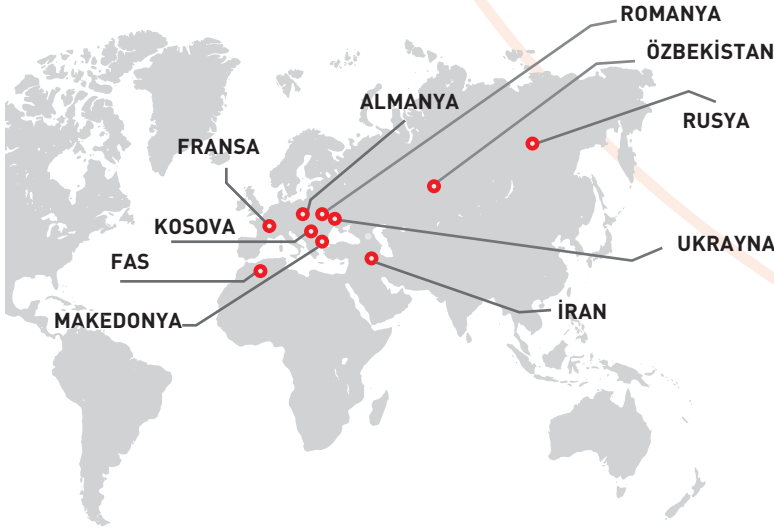 ROMANYA
ÖZBEKİSTAN
ALMANYA
RUSYA
FRANSA
KOSOVA
UKRAYNA
FAS
İRAN
MAKEDONYA